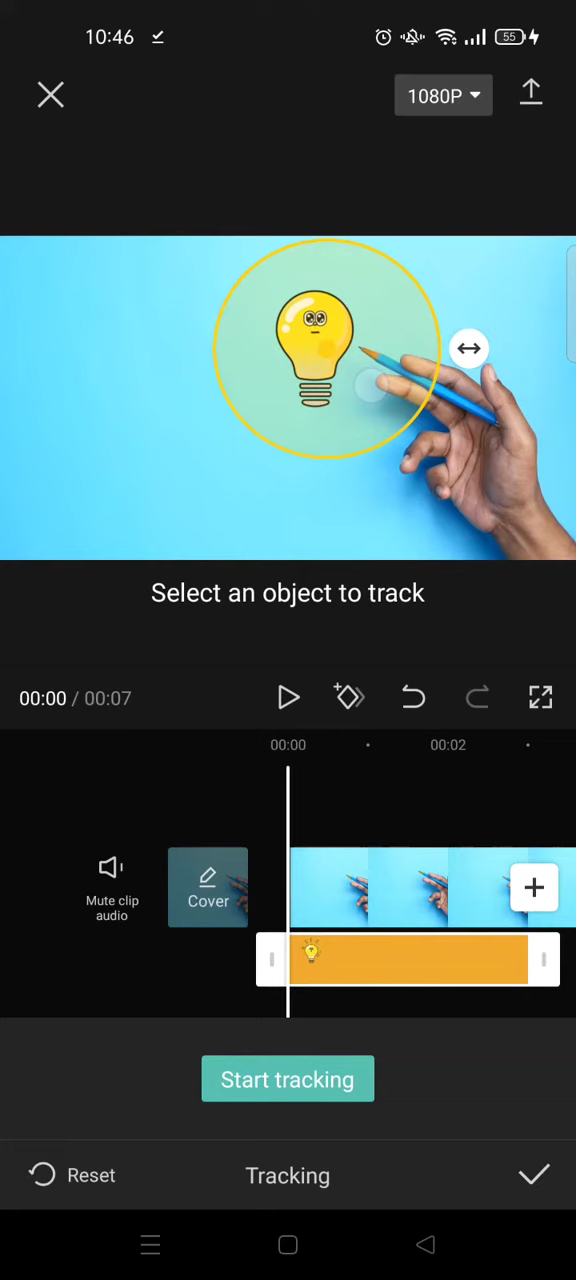 10:46
55
1080P
Select an object to track
00:00 / 00:07
00:00
00:02
Mute clip
audio
Cover
Start tracking
Reset
Tracking